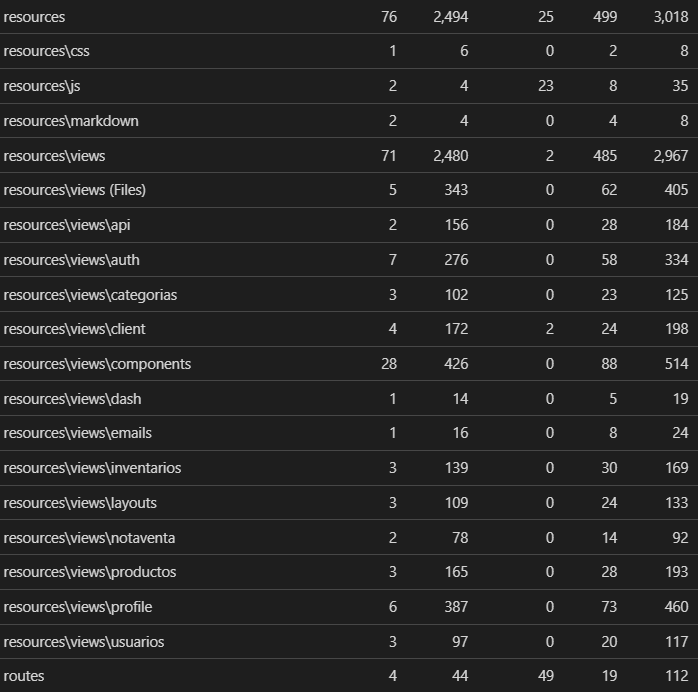 resources 76 2,494 25 499 3,018
resources\css 1 6 0 2 8
resources\js 2 4 23 8 35
resources\markdown 2 4 0 4 8
resources\views 71 2,480 2 485 2,967
resources\views (Files) 5 343 0 62 405
resources\views\api 2 156 0 28 184
resources\views\auth 7 276 0 58 334
resources\views\categorias 3 102 0 23 125
resources\views\client 4 172 2 24 198
resources\views\components 28 426 0 88 514
resources\views\dash 1 14 0 5 19
resources\views\emails 1 16 0 8 24
resources\views\inventarios 3 139 0 30 169
resources\views\layouts 3 109 0 24 133
resources\views\notaventa 2 78 0 14 92
resources\views\productos 3 165 0 28 193
resources\views\profile 6 387 0 73 460
resources\views\usuarios 3 97 0 20 117
routes 4 44 49 19 112